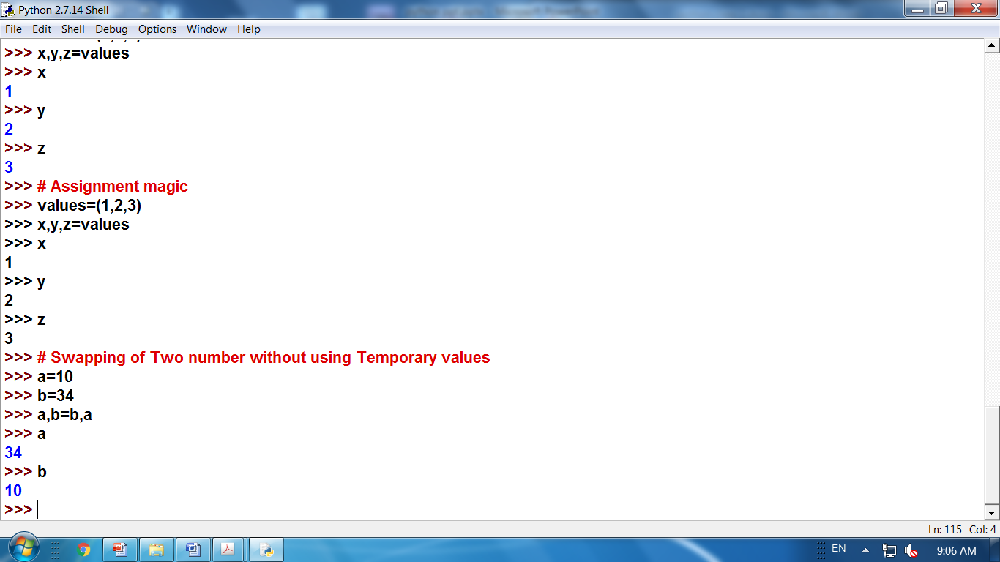 Python 2.7.14 Shell
File Edit Shell Debug Options Window Help
>>> x,y,z=values
>>> x
1
>>> y
2
>>> z
3
>>> # Assignment magic
>>> values=(1,2,3)
>>> x,y,z=values
>>> x
1
>>> y
2
>>> z
3
>>> # Swapping of Two number without using Temporary values
>>> a=10
>>> b=34
>>> a,b=b,a
>>> a
34
>>> b
10
>>>
Ln: 115 Col: 4
EN 9:06 AM